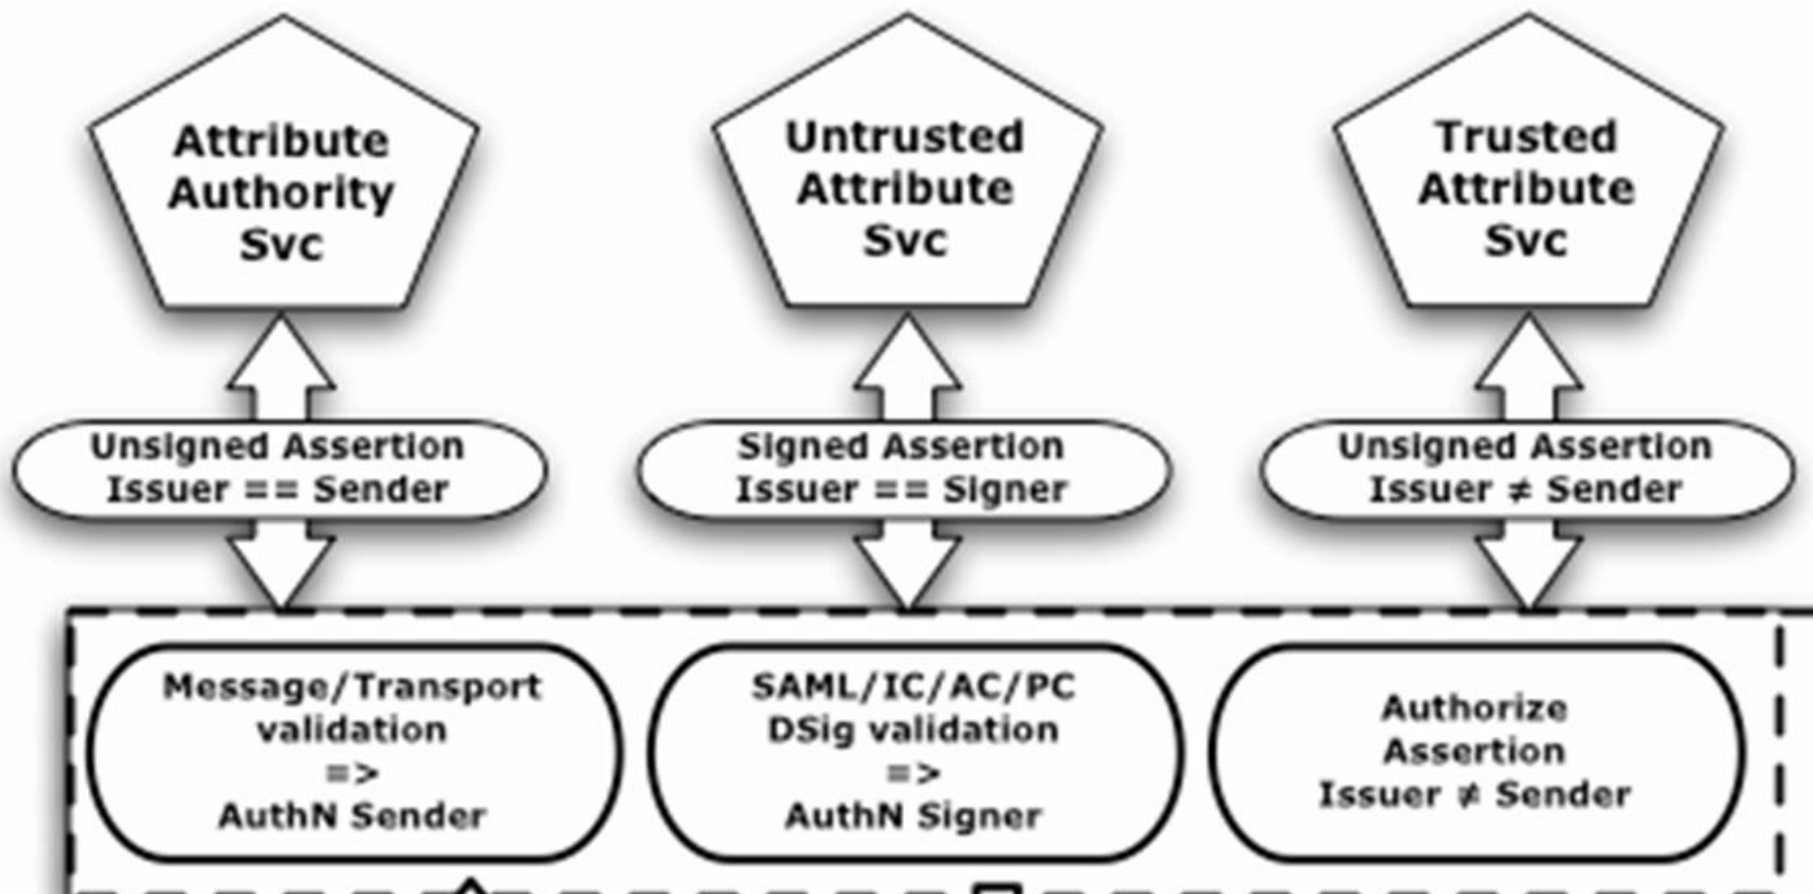 Attribute
Authority
Svc
Untrusted
Attribute
Svc
Trusted
Attribute
Svc
Unsigned Assertion
Issuer == Sender
Signed Assertion
Issuer == Signer
Unsigned Assertion
Issuer ≠ Sender
Message/Transport
validation
=>
AuthN Sender
SAML/IC/AC/PC
DSig validation
=>
AuthN Signer
Authorize
Assertion
Issuer ≠ Sender